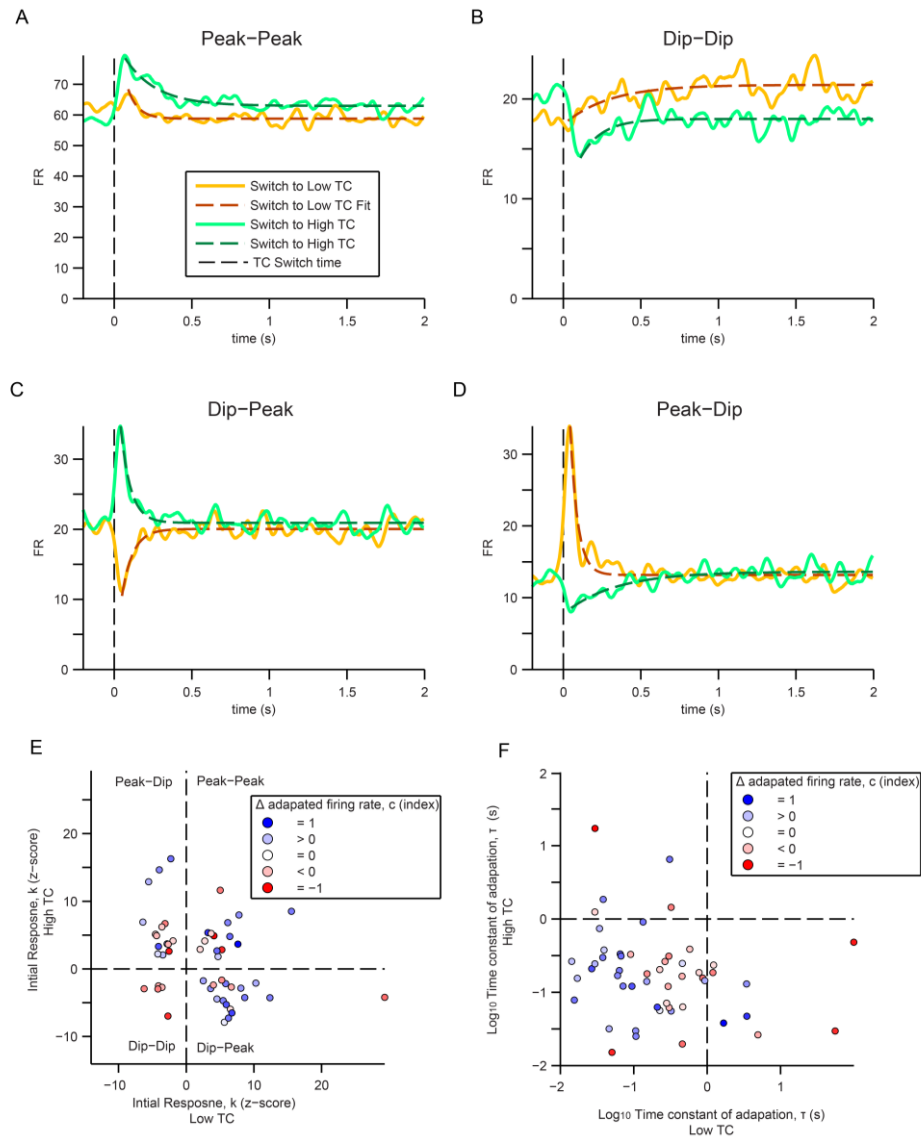 A
Peak–Peak
70
60
50
40
30
20
10
0
FR
0
0.5
1
1.5
2
time (s)
Switch to Low TC
Switch to Low TC Fit
Switch to High TC
Switch to High TC
TC Switch time
B
Dip–Dip
20
10
0
FR
0
0.5
1
1.5
2
time (s)
C
Dip–Peak
30
20
10
0
FR
0
0.5
1
1.5
2
time (s)
D
Peak–Dip
30
20
10
0
FR
0
0.5
1
1.5
2
time (s)
E
Peak–Dip
Peak–Peak
Dip–Dip
Dip–Peak
Δ adapated firing rate, c (index)
= 1
> 0
= 0
< 0
= −1
20
10
0
−10
Intial Resposne, k (z−score)
High TC
−10
0
10
20
Intial Resposne, k (z−score)
Low TC
F
Δ adapated firing rate, c (index)
= 1
> 0
= 0
< 0
= −1
2
1
0
−1
−2
Log₁₀ Time constant of adapation, τ (s)
High TC
−2
−1
0
1
2
Log₁₀ Time constant of adapation, τ (s)
Low TC